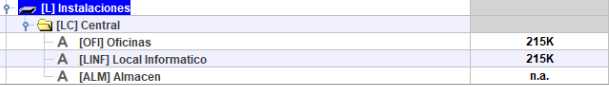 [L] Instalaciones
[LC] Central
A [OFI] Oficinas 215K
A [LINF] Local Informatico 215K
A [ALM] Almacen n.a.